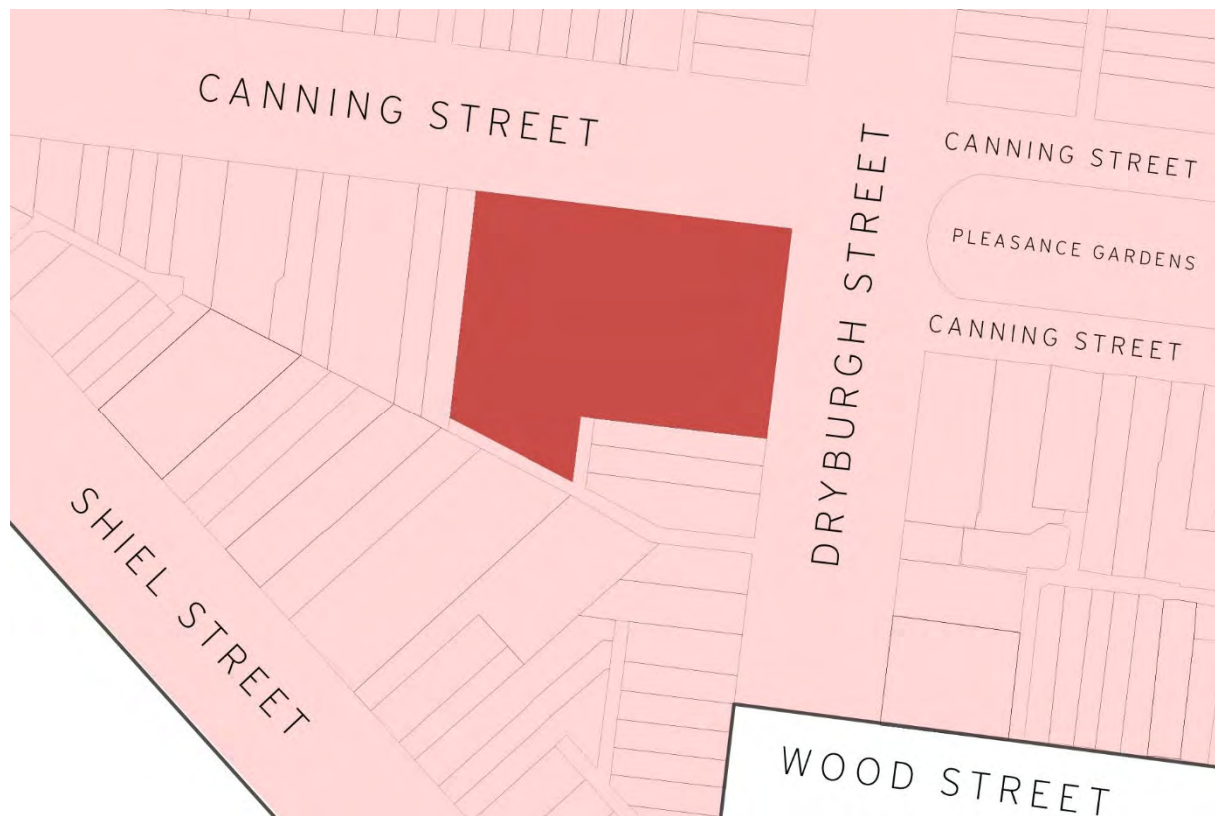 CANNING STREET
CANNING STREET
PLEASANCE GARDENS
CANNING STREET
DRYBURGH STREET
SHIEL STREET
WOOD STREET